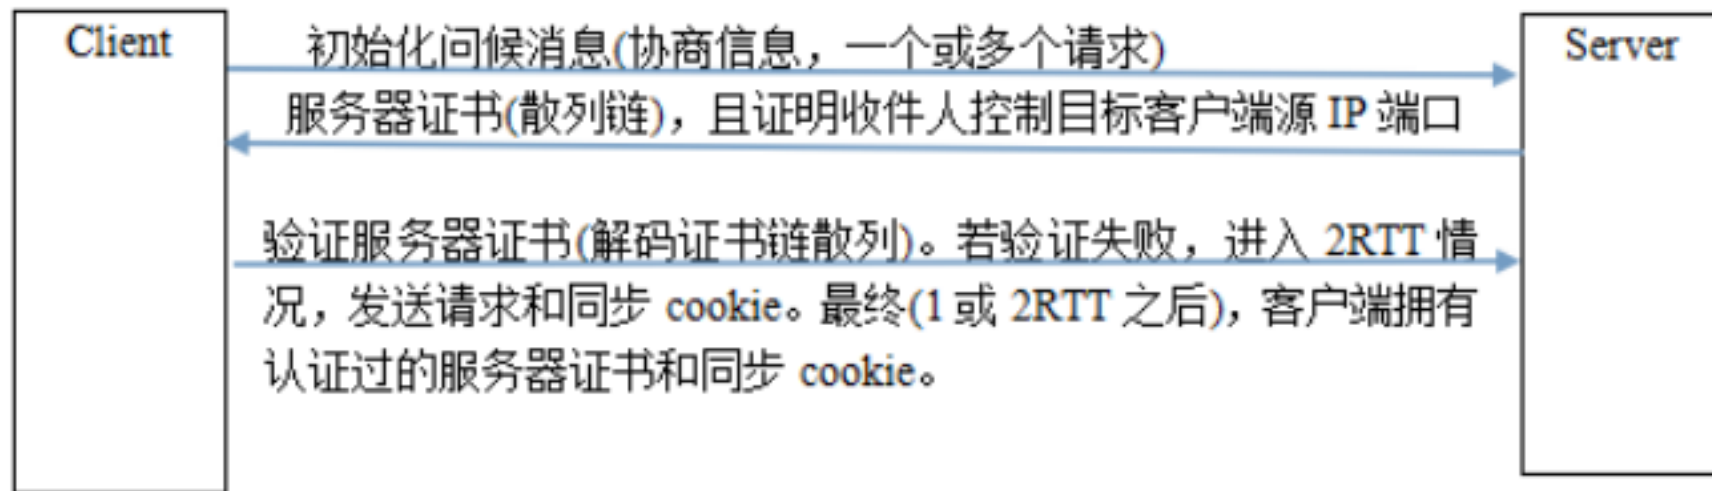 Client
初始化问候消息(协商信息，一个或多个请求)
Server
服务器证书(散列链)，且证明收件人控制目标客户端源 IP 端口
验证服务器证书(解码证书链散列)。若验证失败，进入 2RTT 情
况，发送请求和同步 cookie。最终(1 或 2RTT 之后)，客户端拥有
认证过的服务器证书和同步 cookie。